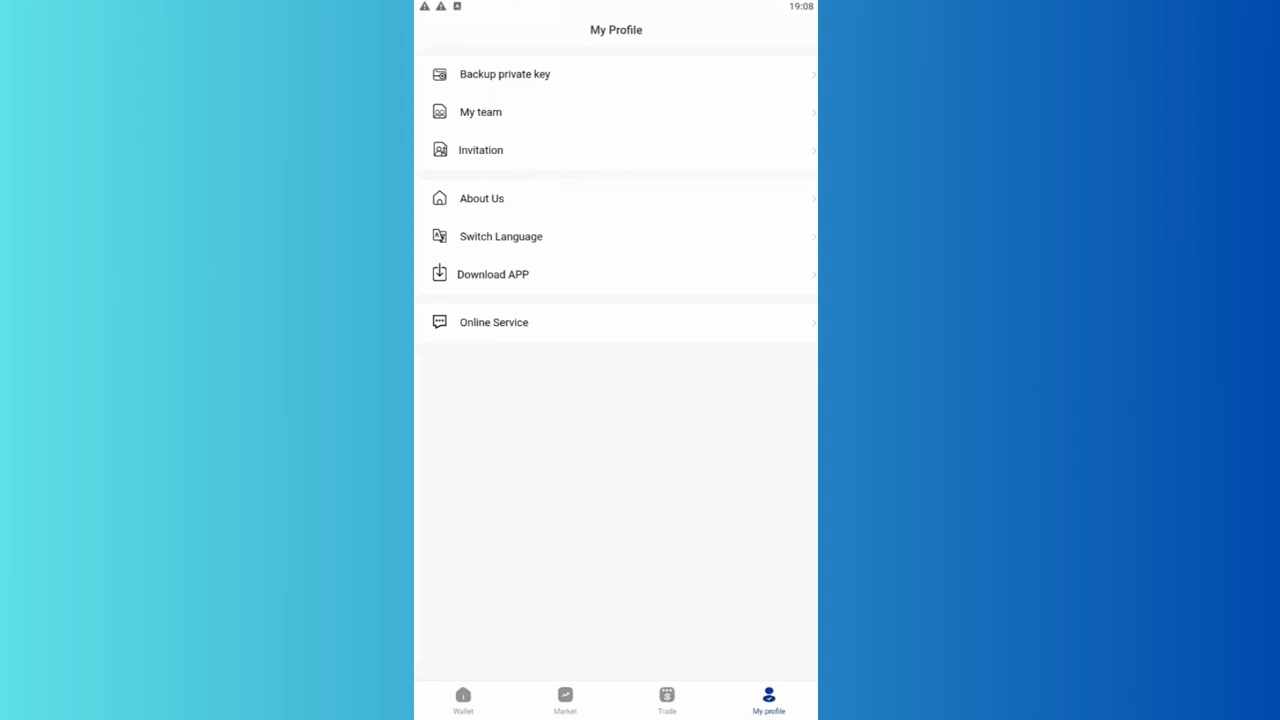 19:08
My Profile
Backup private key
My team
Invitation
About Us
Switch Language
Download APP
Online Service
Wallet
Market
Trade
My profile